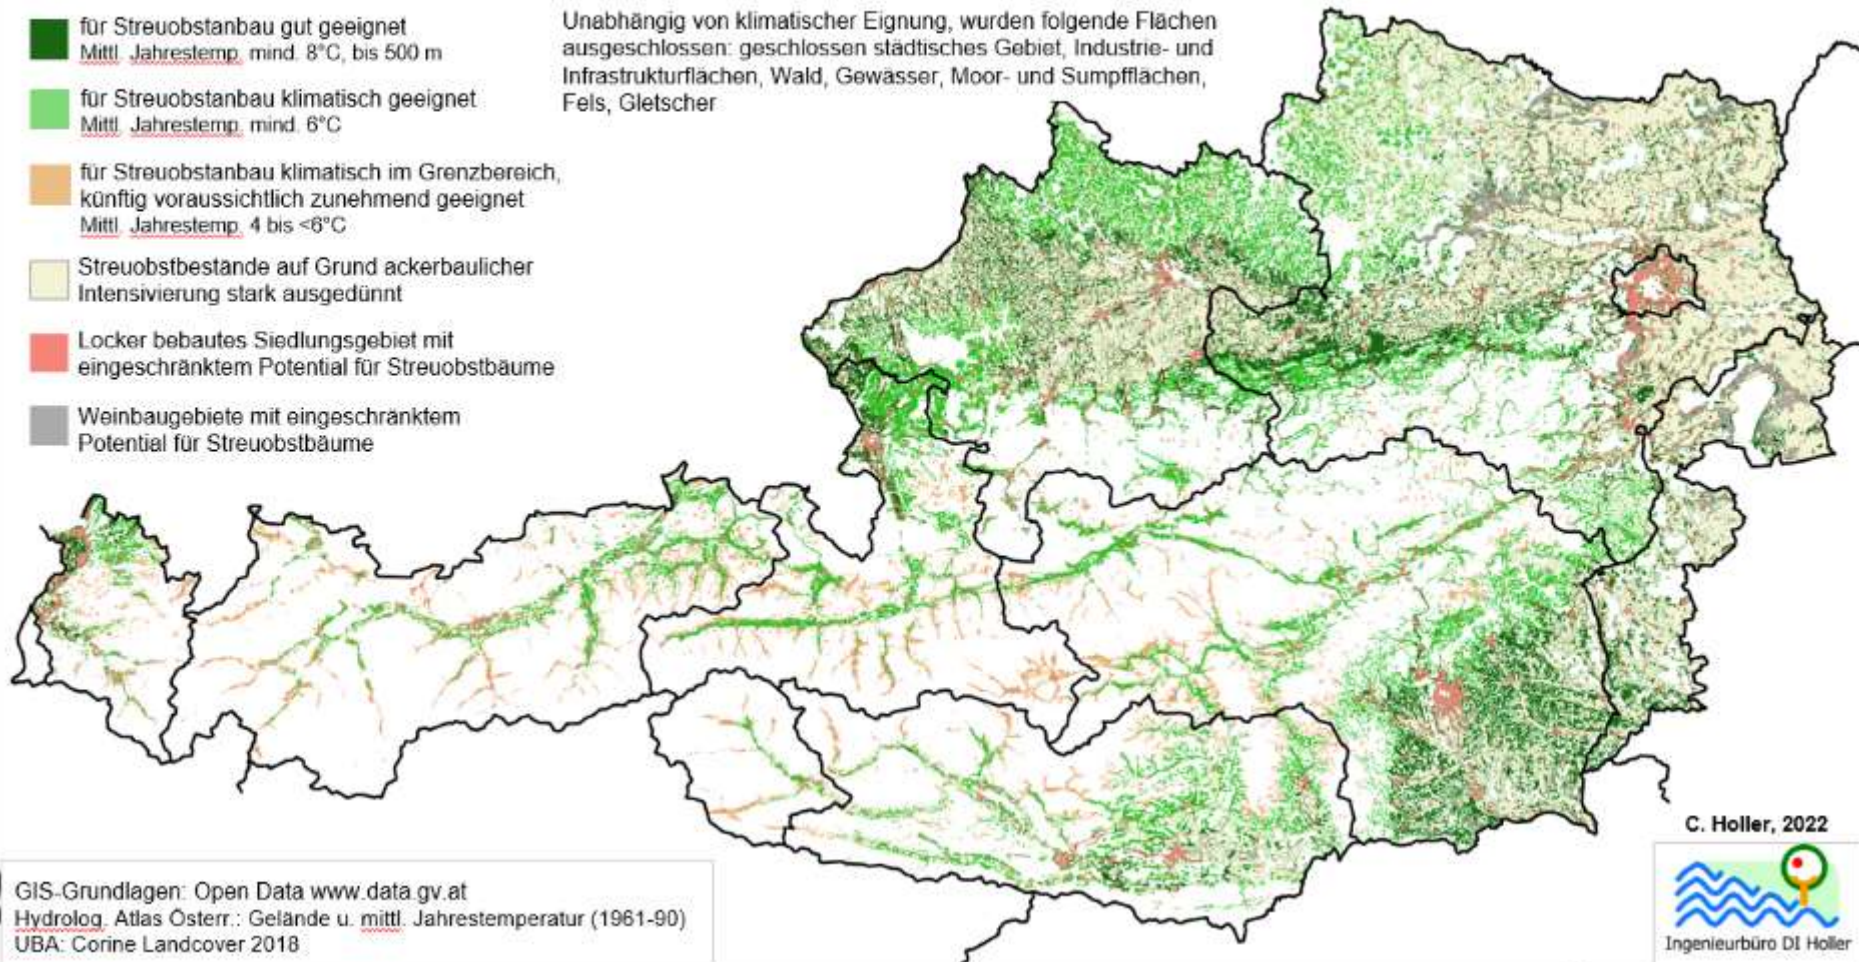 für Streuobstanbau gut geeignet
Mittl. Jahrestemp. mind. 8°C, bis 500 m
für Streuobstanbau klimatisch geeignet
Mittl. Jahrestemp. mind. 6°C
für Streuobstanbau klimatisch im Grenzbereich,
künftig voraussichtlich zunehmend geeignet
Mittl. Jahrestemp. 4 bis <6°C
Streuobstbestände auf Grund ackerbaulicher
Intensivierung stark ausgedünnt
Locker bebautes Siedlungsgebiet mit
eingeschränktem Potential für Streuobstbäume
Weinbaugebiete mit eingeschränktem
Potential für Streuobstbäume
Unabhängig von klimatischer Eignung, wurden folgende Flächen
ausgeschlossen: geschlossen städtisches Gebiet, Industrie- und
Infrastrukturflächen, Wald, Gewässer, Moor- und Sumpfflächen,
Fels, Gletscher
C. Holler, 2022
Ingenieurbüro DI Holler
GIS-Grundlagen: Open Data www.data.gv.at
Hydrolog. Atlas Österr.: Gelände u. mittl. Jahrestemperatur (1961-90)
UBA: Corine Landcover 2018